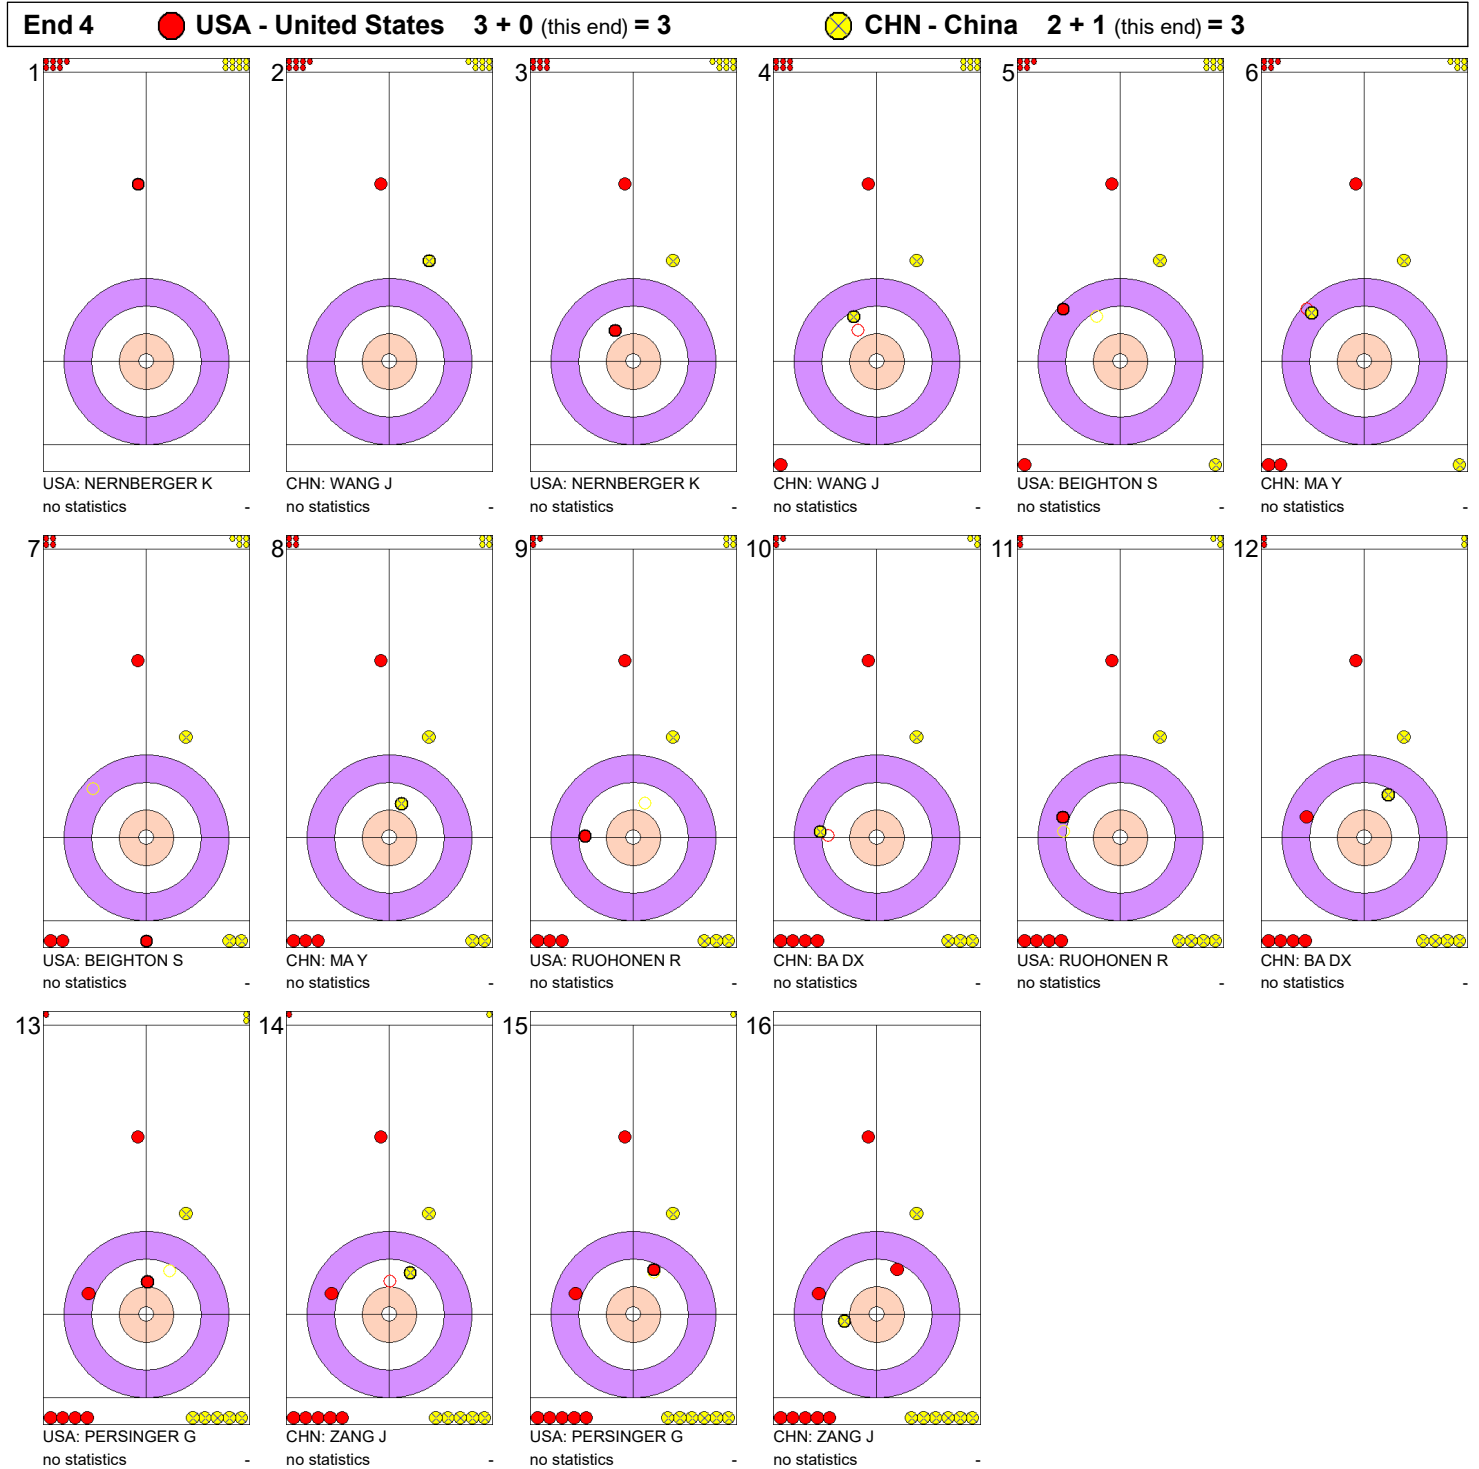 End 4 USA - United States 3 + 0 (this end) = 3 CHN - China 2 + 1 (this end) = 3
1 2 3 4 5 6
USA: NERNBERGER K CHN: WANG J USA: NERNBERGER K CHN: WANG J USA: BEIGHTON S CHN: MA Y
no statistics - no statistics - no statistics - no statistics - no statistics - no statistics -
7 8 9 10 11 12
USA: BEIGHTON S CHN: MA Y USA: RUOHONEN R CHN: BA DX USA: RUOHONEN R CHN: BA DX
no statistics - no statistics - no statistics - no statistics - no statistics - no statistics -
13 14 15 16
USA: PERSINGER G CHN: ZANG J USA: PERSINGER G CHN: ZANG J
no statistics - no statistics - no statistics - no statistics -